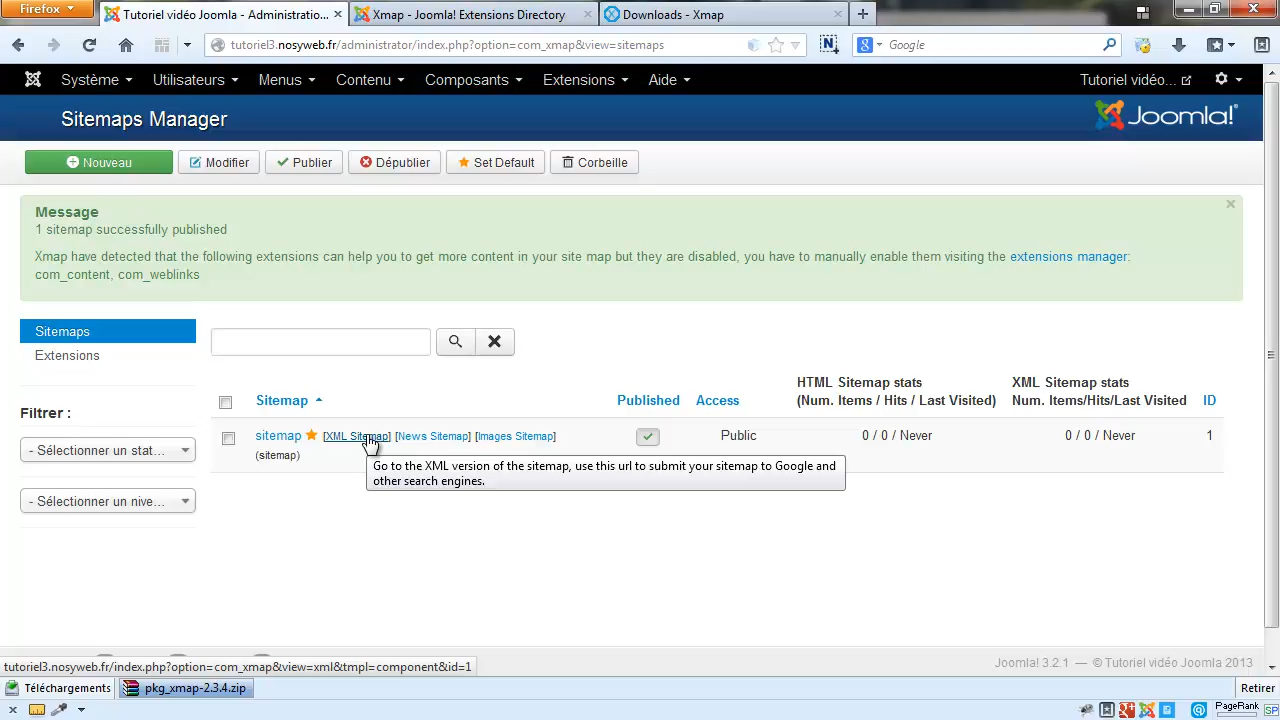 Firefox
Tutoriel vidéo Joomla - Administratio... ×
Xmap - Joomla! Extensions Directory ×
Downloads - Xmap ×
tutoriel3.nosyweb.fr/administrator/index.php?option=com_xmap&view=sitemaps
Google
Système Utilisateurs Menus Contenu Composants Extensions Aide
Tutoriel vidéo...
Sitemaps Manager
Joomla!
Nouveau Modifier Publier Dépublier Set Default Corbeille
Message
1 sitemap successfully published
Xmap have detected that the following extensions can help you to get more content in your site map but they are disabled, you have to manually enable them visiting the extensions manager:
com_content, com_weblinks
Sitemaps
Extensions
Filtrer :
- Sélectionner un stat...
- Sélectionner un nive...
HTML Sitemap stats
XML Sitemap stats
Sitemap Published Access (Num. Items / Hits / Last Visited) Num. Items/Hits/Last Visited ID
sitemap [XML Sitemap] [News Sitemap] [Images Sitemap] Public 0 / 0 / Never 0 / 0 / Never 1
(sitemap)
Go to the XML version of the sitemap, use this url to submit your sitemap to Google and
other search engines.
tutoriel3.nosyweb.fr/index.php?option=com_xmap&view=xml&tmpl=component&id=1
Joomla! 3.2.1 — © Tutoriel vidéo Joomla 2013
Téléchargements pkg_xmap-2.3.4.zip Retirer
PageRank